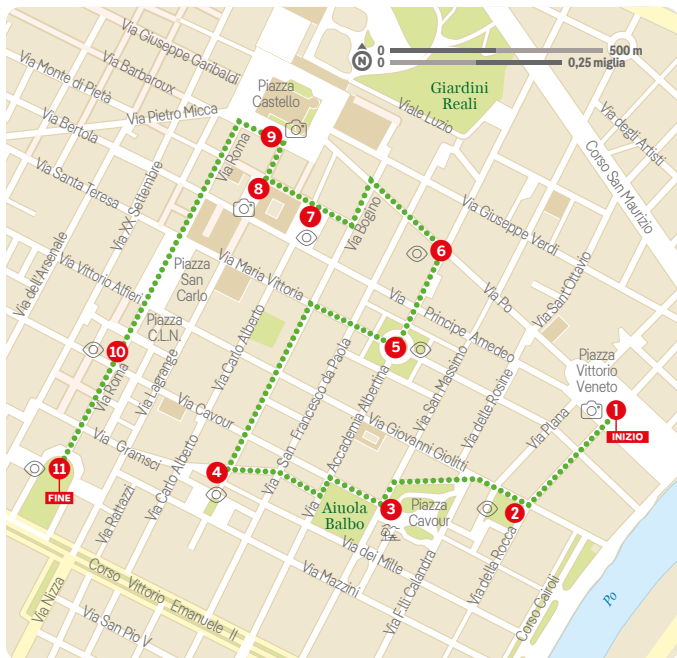 Via Giuseppe Garibaldi
Via Barbaroux
Via Monte di Pietà
Piazza
Castello
0
500 m
N
0
0,25 miglia
Giardini
Reali
Viale Luzio
Via degli Artisti
Corso San Maurizio
Via Pietro Micca
Via Bertola
Via Roma
9
8
7
Via Santa Teresa
Via XX Settembre
Via Bogino
Via Giuseppe Verdi
6
Via dell'Arsenale
Via Vittorio Alfieri
Piazza
San
Carlo
Via Maria Vittoria
Via Po
Via Sant'Ottavio
Via Principe Amedeo
Piazza
C.L.N.
Via Carlo Alberto
5
10
Via Roma
Via Lagrange
Via San Francesco da Paola
Via Accademia Albertina
Via San Massimo
Via delle Rosine
Piazza
Vittorio
Veneto
1
INIZIO
Via Plana
Via Cavour
Via Giovanni Giolitti
Via Gramsci
11
FINE
4
Via Carlo Alberto
Via Rattazzi
Aiuola
Balbo
3
Piazza
Cavour
2
Via della Rocca
Via dei Mille
Via Mazzini
Via F.lli Calandra
Corso Cairoli
Po
Via Nizza
Corso Vittorio Emanuele II
Via San Pio V